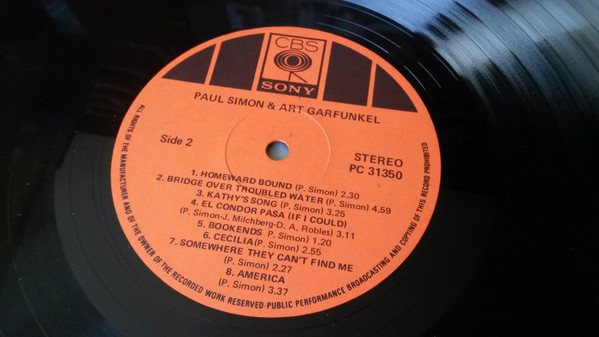 CBS
SONY
PAUL SIMON & ART GARFUNKEL
Side 2
STEREO
PC 31350
1. HOMEWARD BOUND (P. Simon) 2.30
2. BRIDGE OVER TROUBLED WATER (P. Simon) 4.59
3. KATHY'S SONG (P. Simon) 3.25
4. EL CONDOR PASA (IF I COULD)
(P. Simon-J. Milchberg-D. A. Robles) 3.11
5. BOOKENDS P. Simon) 1.20
6. CECILIA(P. Simon) 2.55
7. SOMEWHERE THEY CAN'T FIND ME
(P. Simon) 2.27
8. AMERICA
(P. Simon) 3.37
ALL RIGHTS OF THE MANUFACTURER AND OF THE OWNER OF THE RECORDED WORK RESERVED·PUBLIC PERFORMANCE BROADCASTING AND COPYING OF THIS RECORD PROHIBITED